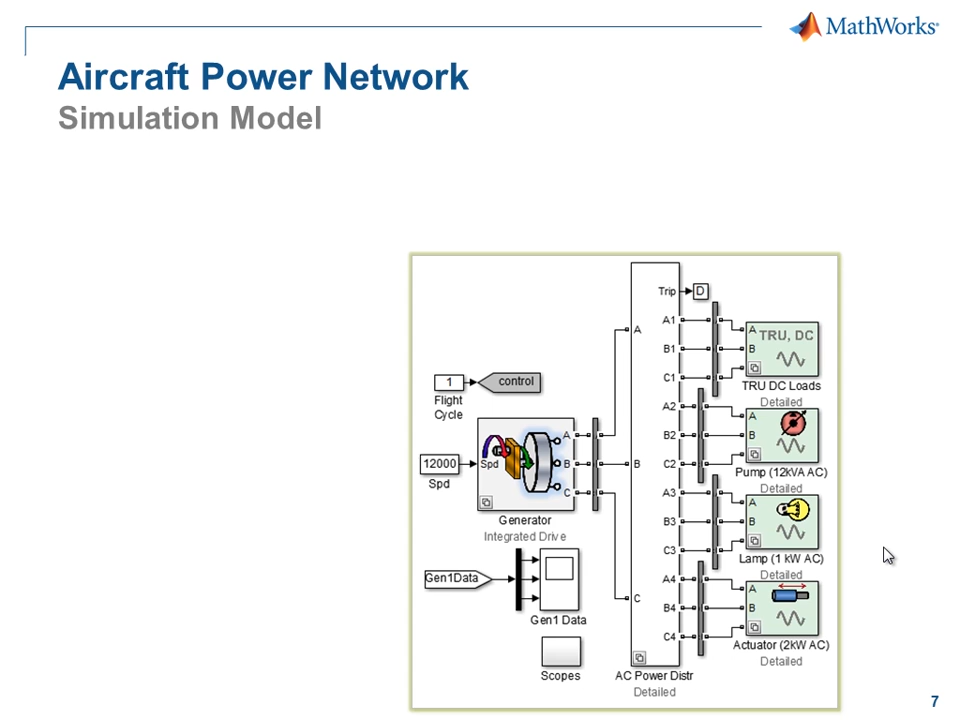 MathWorks®
Aircraft Power Network
Simulation Model
Trip
D
A
A1
B1
C1
A
B
TRU, DC
TRU DC Loads
Detailed
1
control
Flight
Cycle
A2
B2
C2
A
B
Pump (12kVA AC)
Detailed
12000
Spd
Spd
A
B
C
Generator
Integrated Drive
B
A3
B3
C3
A
B
Lamp (1 kW AC)
Detailed
Gen1Data
Gen1 Data
C
A4
B4
C4
A
B
Actuator (2kW AC)
Detailed
Scopes
AC Power Distr
Detailed
7